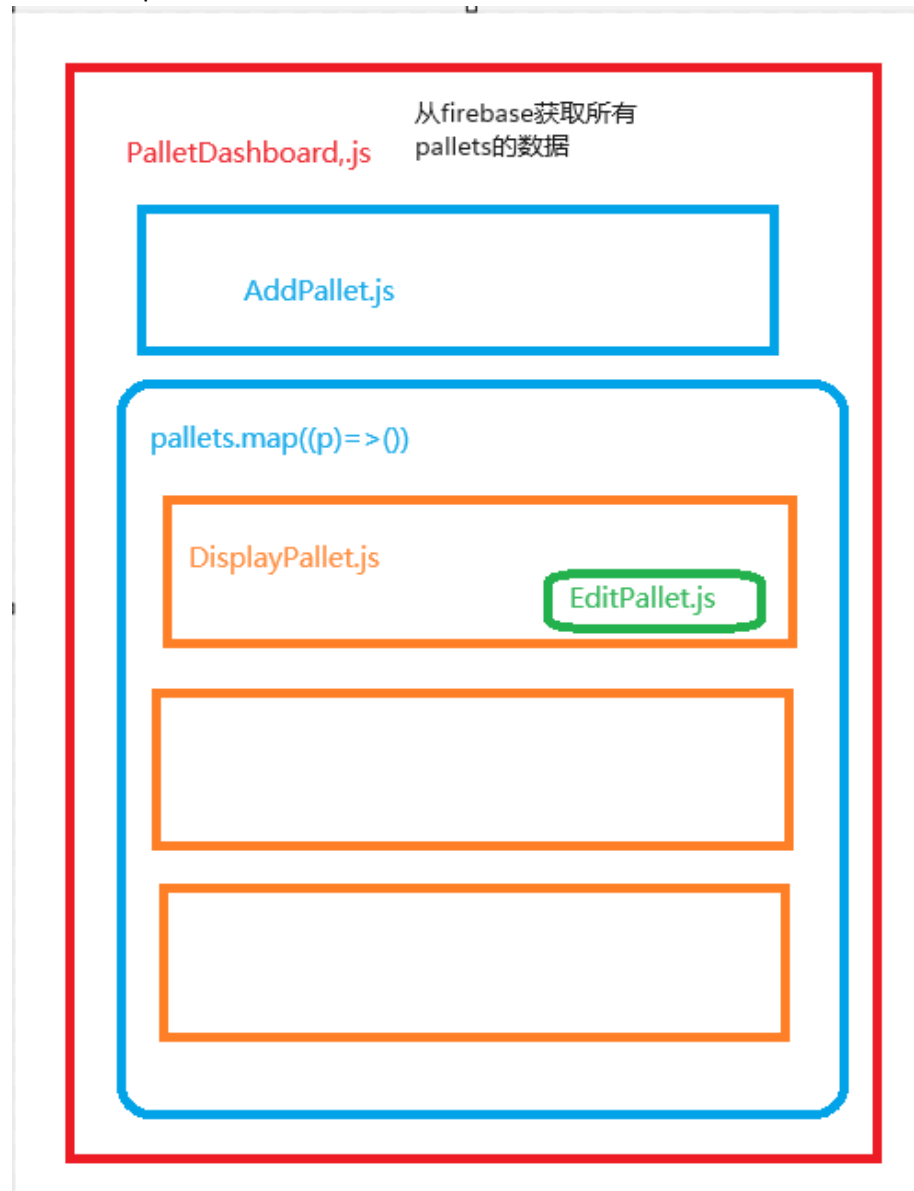 从firebase获取所有
pallets的数据
PalletDashboard,.js
AddPallet.js
pallets.map((p)=>())
DisplayPallet.js
EditPallet.js